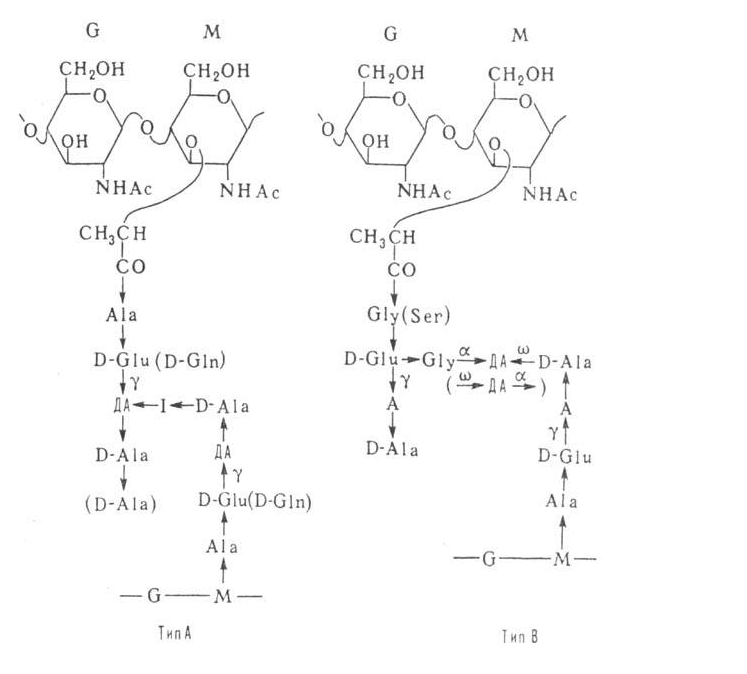 G M G M
CH₂OH CH₂OH CH₂OH CH₂OH
O O O O
O OH O O O OH O O
NHAc NHAc NHAc NHAc
CH₃CH CH₃CH
CO CO
Ala Gly(Ser)
D-Glu (D-Gln) D-Glu→Gly α→ ДА ←ω D-Ala
γ γ (ω→ ДА α→)
ДА←I←D-Ala A A
D-Ala ДА D-Ala γ D-Glu
γ
(D-Ala) D-Glu(D-Gln) Ala
Ala
—G—M— —G—M—
Тип А Тип В